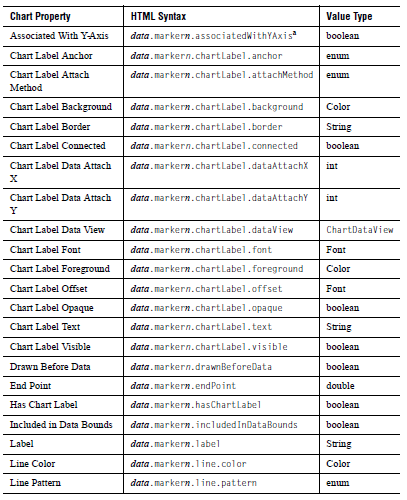 Chart Property HTML Syntax Value Type
Associated With Y-Axis data.markern.associatedWithYAxisa boolean
Chart Label Anchor data.markern.chartLabel.anchor enum
Chart Label Attach data.markern.chartLabel.attachMethod enum
Method
Chart Label Background data.markern.chartLabel.background Color
Chart Label Border data.markern.chartLabel.border String
Chart Label Connected data.markern.chartLabel.connected boolean
Chart Label Data Attach data.markern.chartLabel.dataAttachX int
X
Chart Label Data Attach data.markern.chartLabel.dataAttachY int
Y
Chart Label Data View data.markern.chartLabel.dataView ChartDataView
Chart Label Font data.markern.chartLabel.font Font
Chart Label Foreground data.markern.chartLabel.foreground Color
Chart Label Offset data.markern.chartLabel.offset Font
Chart Label Opaque data.markern.chartLabel.opaque boolean
Chart Label Text data.markern.chartLabel.text String
Chart Label Visible data.markern.chartLabel.visible boolean
Drawn Before Data data.markern.drawnBeforeData boolean
End Point data.markern.endPoint double
Has Chart Label data.markern.hasChartLabel boolean
Included in Data Bounds data.markern.includedInDataBounds boolean
Label data.markern.label String
Line Color data.markern.line.color Color
Line Pattern data.markern.line.pattern enum